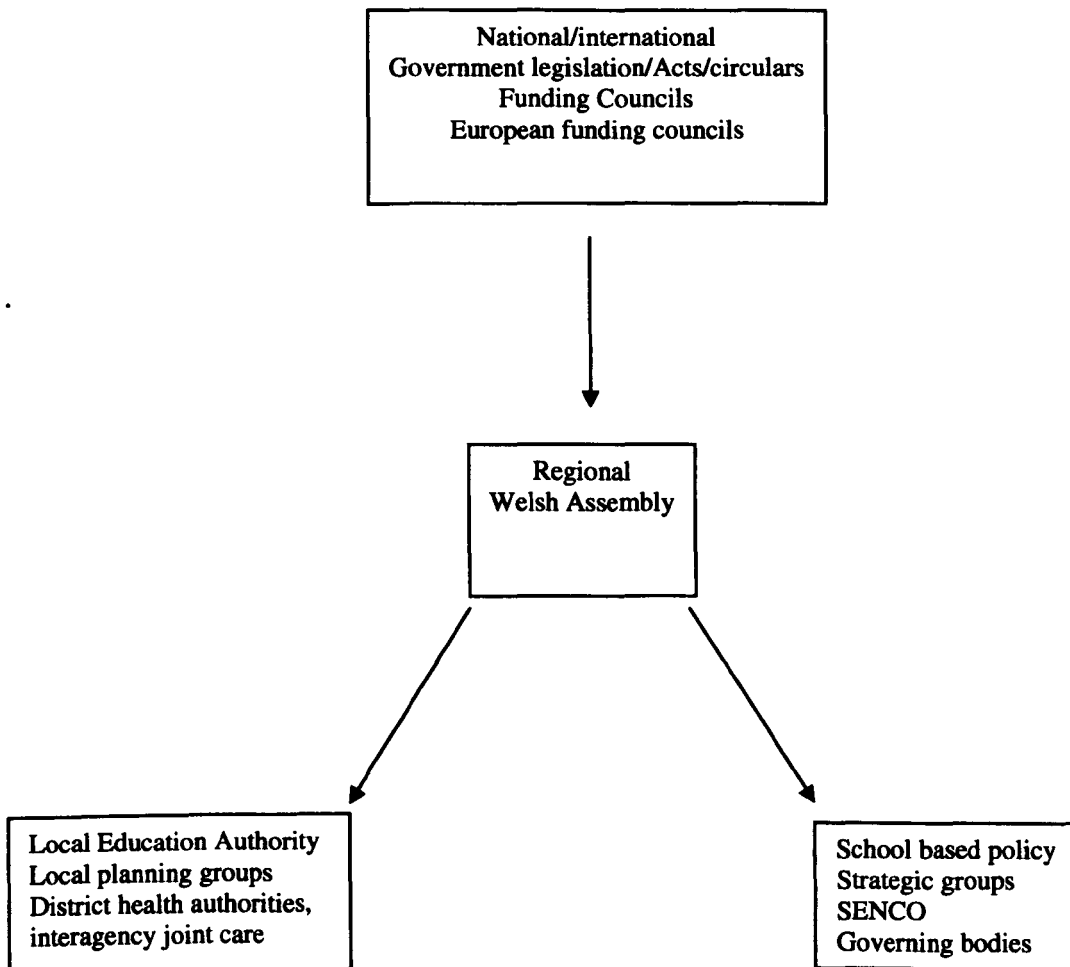 National/international
Government legislation/Acts/circulars
Funding Councils
European funding councils
Regional
Welsh Assembly
Local Education Authority
Local planning groups
District health authorities,
interagency joint care
School based policy
Strategic groups
SENCO
Governing bodies